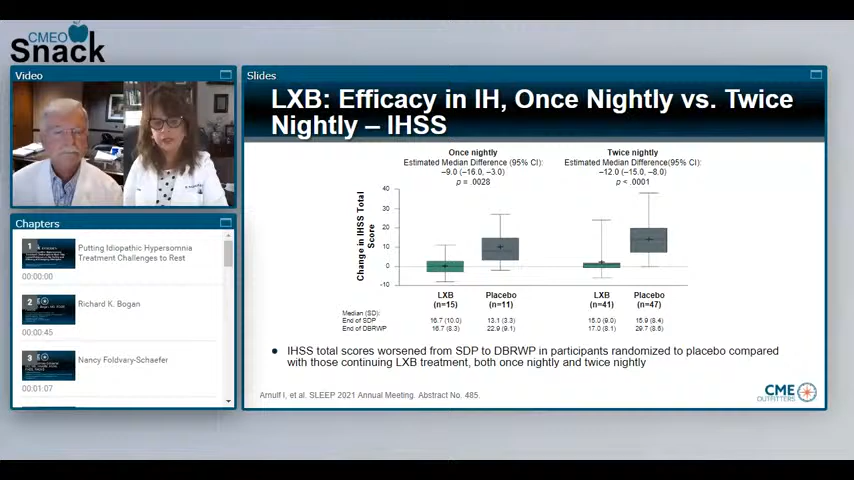 CMEO
Snack
Video
Chapters
1
Putting Idiopathic Hypersomnia
Treatment Challenges to Rest
00:00:00
2
Richard K. Bogan
00:00:45
3
Nancy Foldvary-Schaefer
00:01:07
Slides
LXB: Efficacy in IH, Once Nightly vs. Twice
Nightly – IHSS
Once nightly
Estimated Median Difference (95% CI):
–9.0 (–16.0, –3.0)
p = .0028
Twice nightly
Estimated Median Difference(95% CI):
–12.0 (–15.0, –8.0)
p < .0001
Change in IHSS Total
Score
40
30
20
10
0
-10
LXB
(n=15)
Placebo
(n=11)
LXB
(n=41)
Placebo
(n=47)
Median (SD):
End of SDP 16.7 (10.0) 13.1 (3.3) 15.0 (9.0) 15.9 (8.4)
End of DBRWP 16.7 (8.3) 22.9 (9.1) 17.0 (8.1) 29.7 (8.6)
• IHSS total scores worsened from SDP to DBRWP in participants randomized to placebo compared
with those continuing LXB treatment, both once nightly and twice nightly
Arnulf I, et al. SLEEP 2021 Annual Meeting. Abstract No. 485.
CME
OUTFITTERS